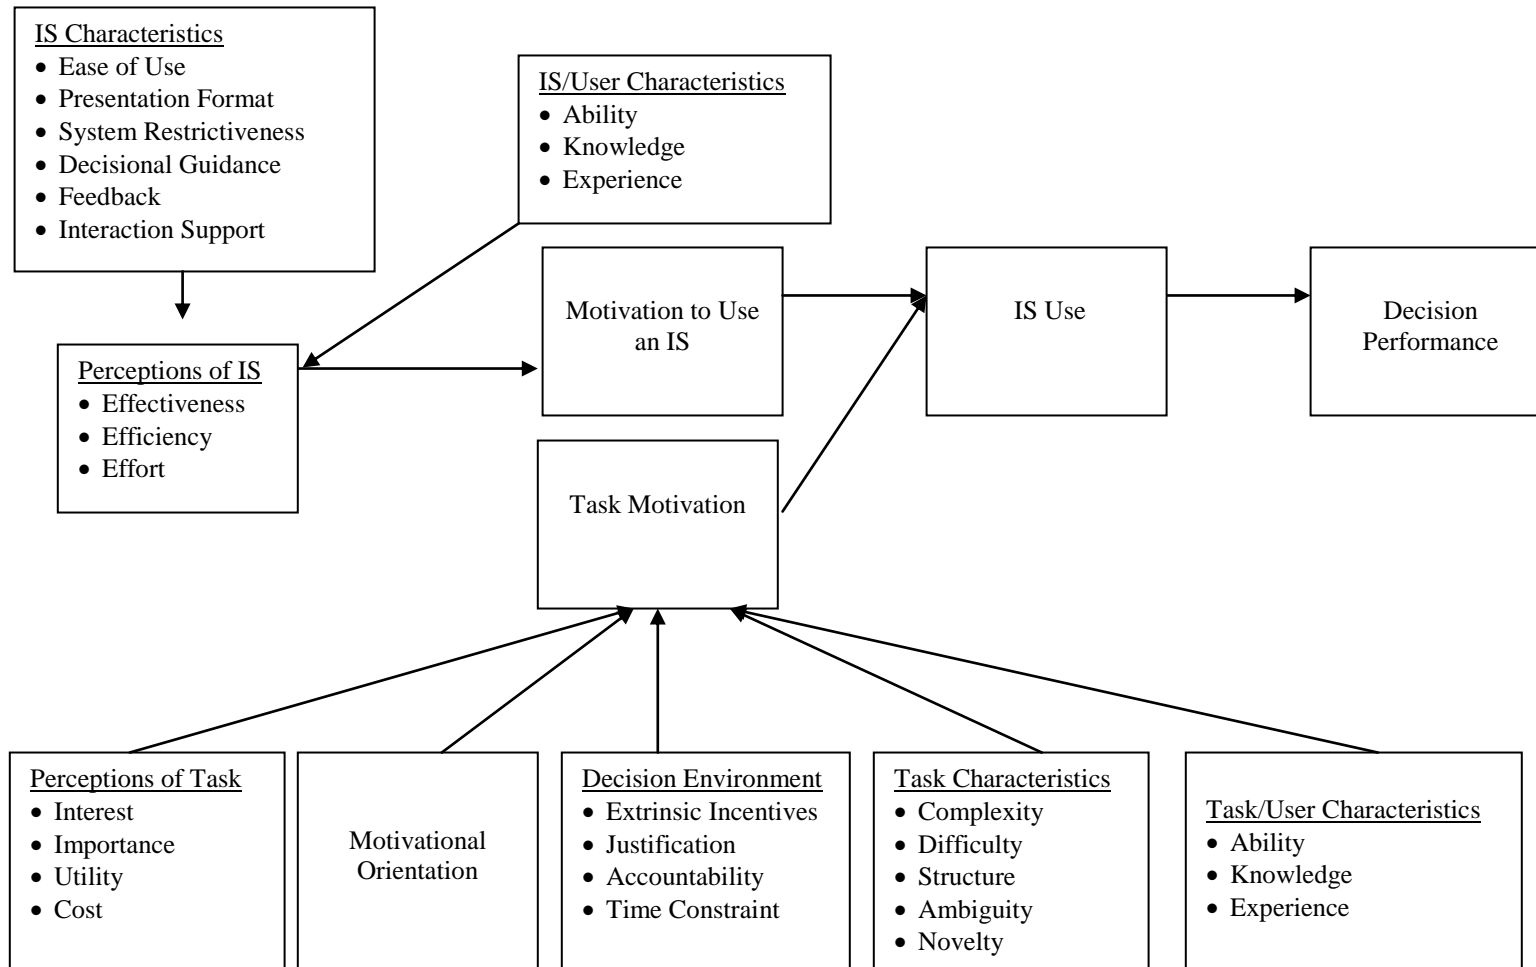 IS Characteristics
• Ease of Use
• Presentation Format
• System Restrictiveness
• Decisional Guidance
• Feedback
• Interaction Support
IS/User Characteristics
• Ability
• Knowledge
• Experience
Perceptions of IS
• Effectiveness
• Efficiency
• Effort
Motivation to Use
an IS
IS Use
Decision
Performance
Task Motivation
Perceptions of Task
• Interest
• Importance
• Utility
• Cost
Motivational
Orientation
Decision Environment
• Extrinsic Incentives
• Justification
• Accountability
• Time Constraint
Task Characteristics
• Complexity
• Difficulty
• Structure
• Ambiguity
• Novelty
Task/User Characteristics
• Ability
• Knowledge
• Experience